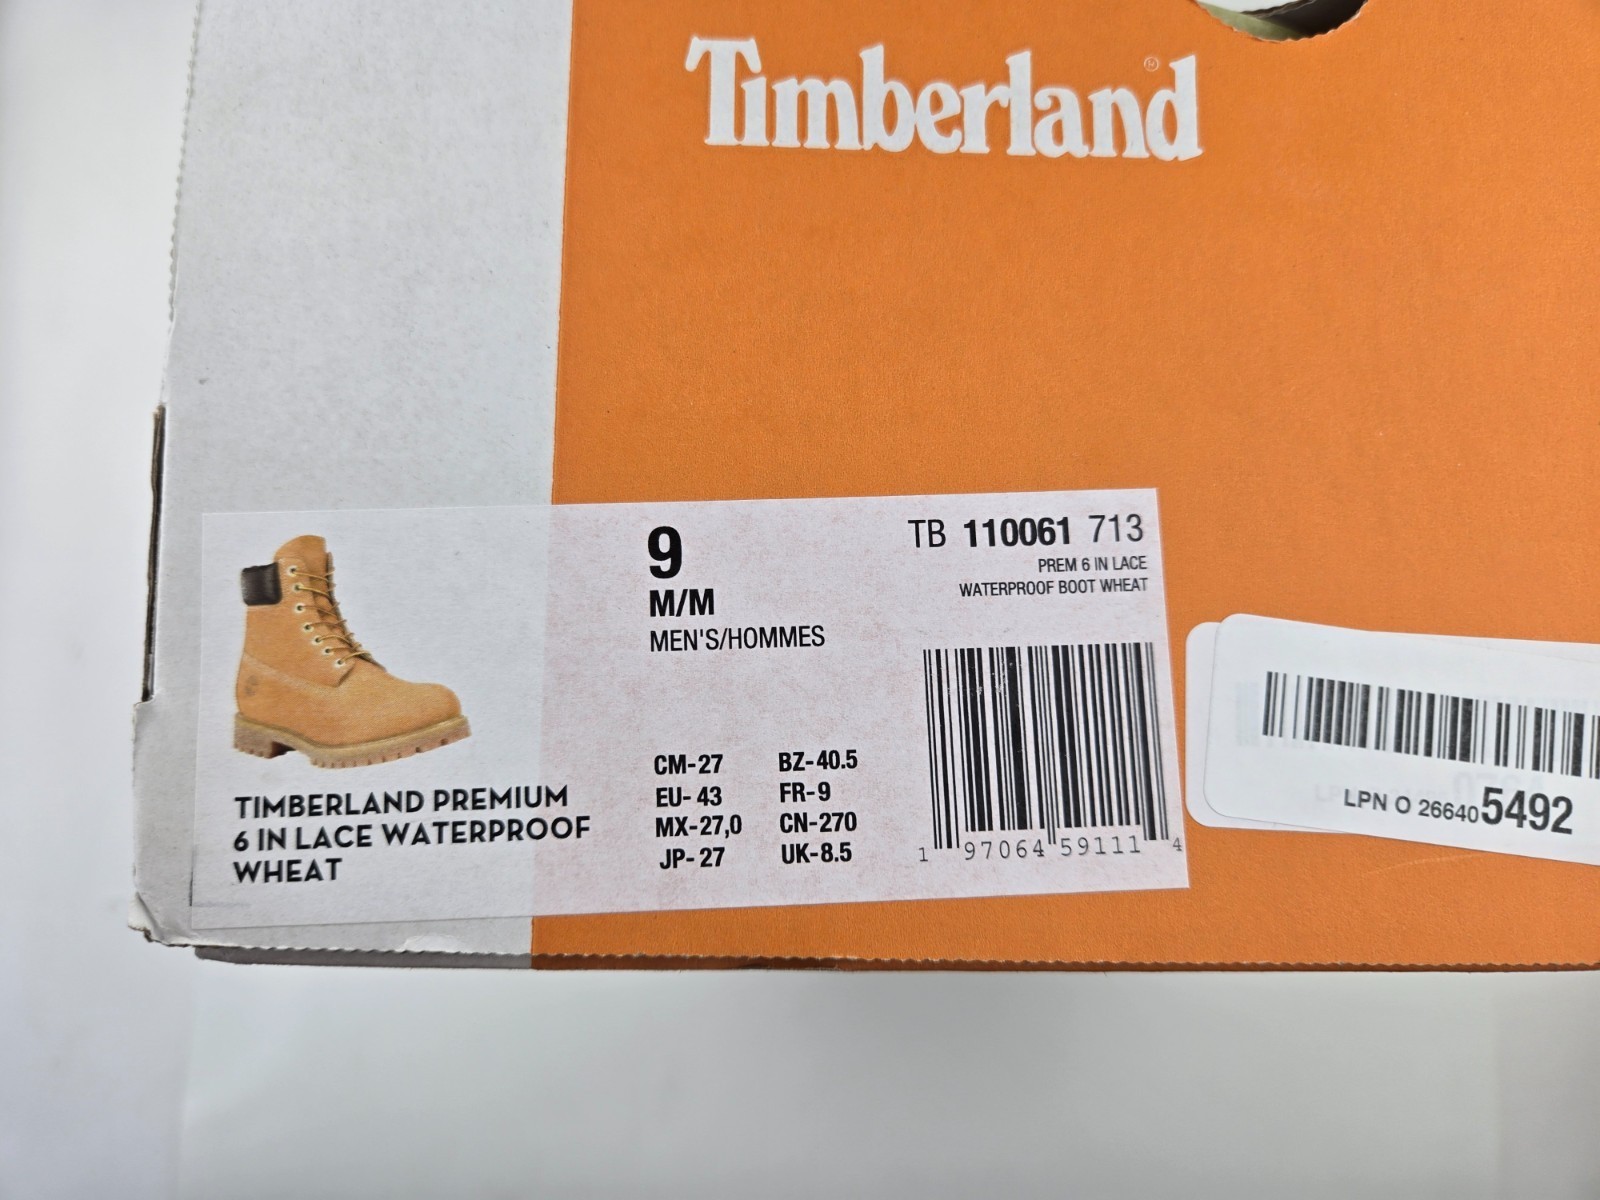 Timberland®
9
M/M
MEN'S/HOMMES
TB 110061 713
PREM 6 IN LACE
WATERPROOF BOOT WHEAT
TIMBERLAND PREMIUM
6 IN LACE WATERPROOF
WHEAT
CM-27 BZ-40.5
EU- 43 FR-9
MX-27,0 CN-270
JP- 27 UK-8.5
1 97064 59111 4
LPN O 266405492